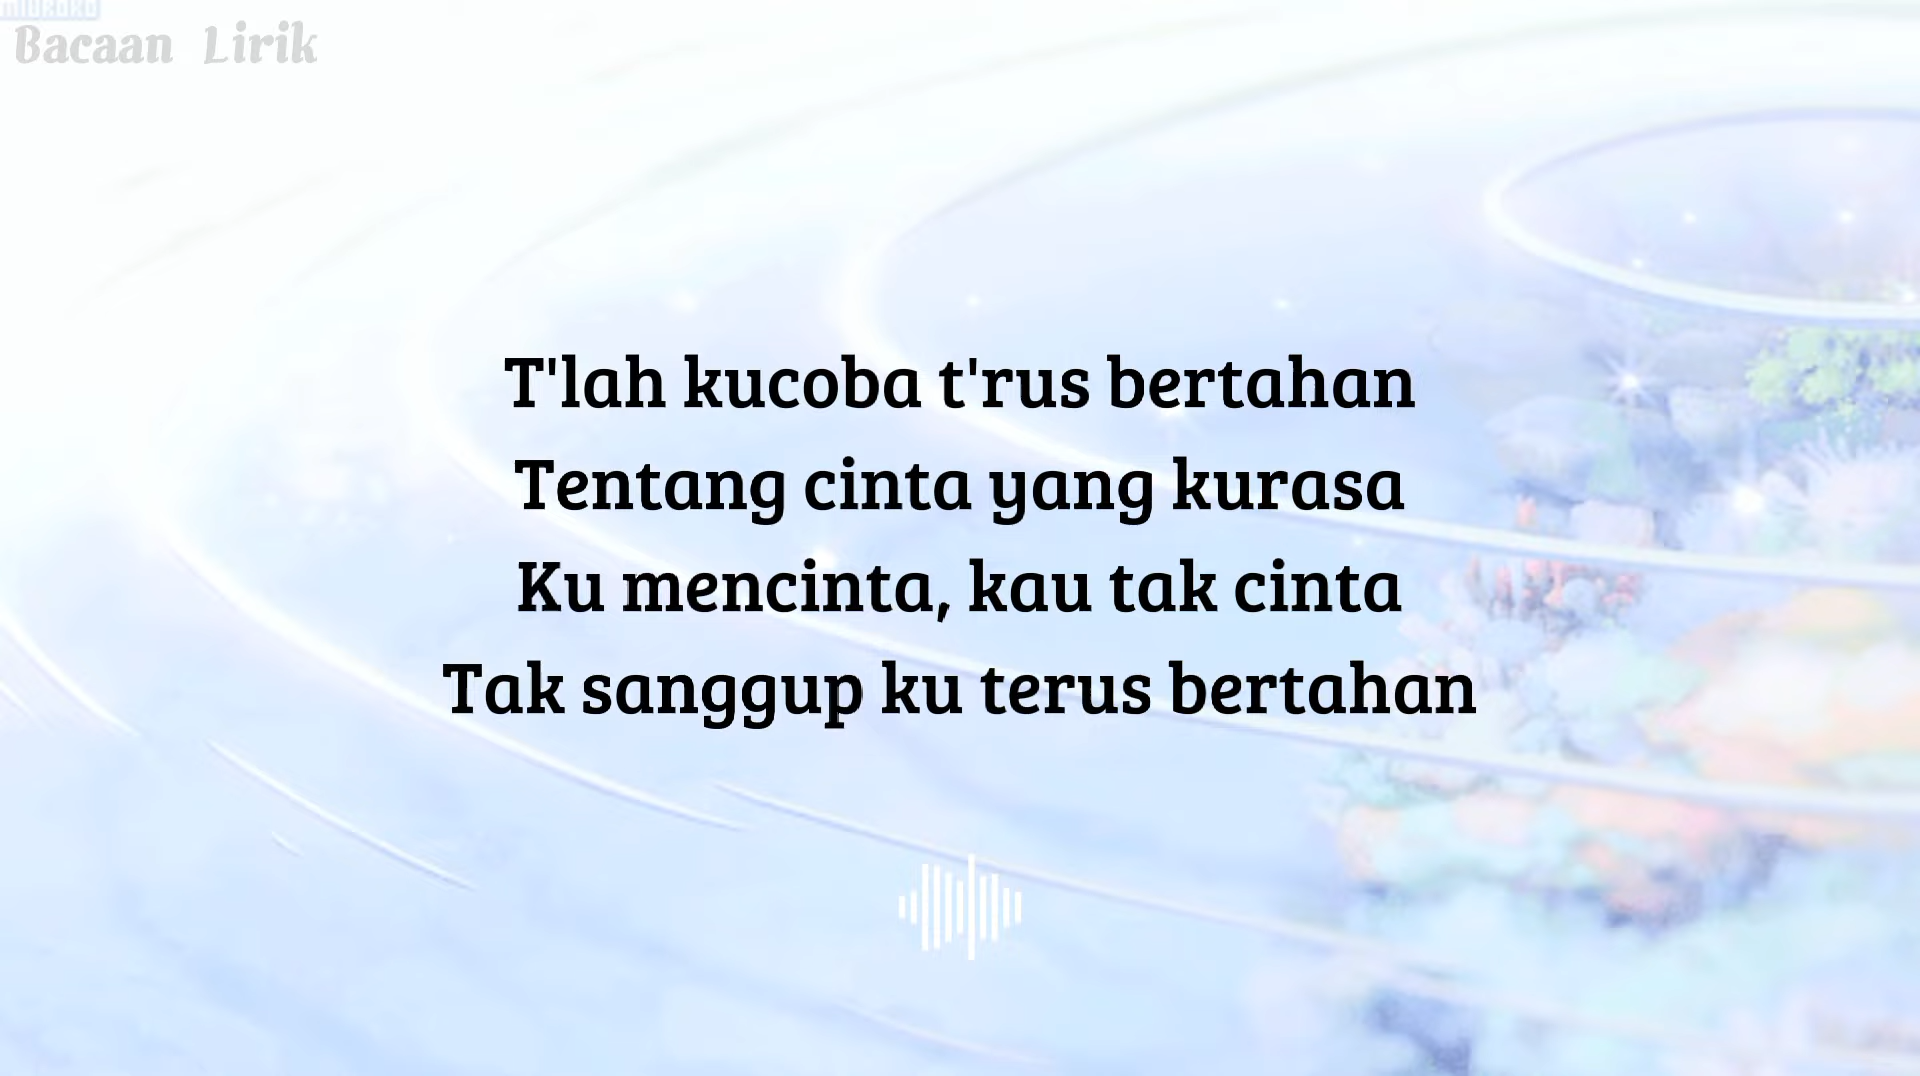 Bacaan Lirik
T'lah kucoba t'rus bertahan
Tentang cinta yang kurasa
Ku mencinta, kau tak cinta
Tak sanggup ku terus bertahan